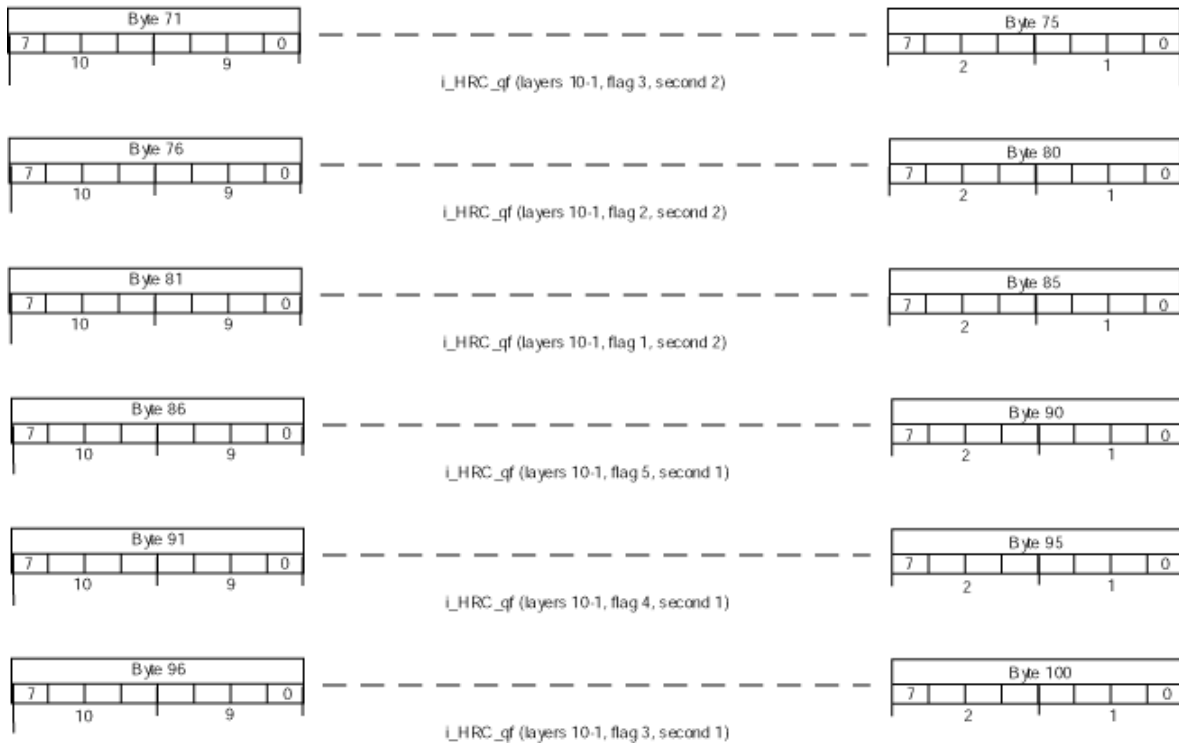 Byte 71 Byte 75
7 0 7 0
10 9 2 1
i_HRC_qf (layers 10-1, flag 3, second 2)
Byte 76 Byte 80
7 0 7 0
10 9 2 1
i_HRC_qf (layers 10-1, flag 2, second 2)
Byte 81 Byte 85
7 0 7 0
10 9 2 1
i_HRC_qf (layers 10-1, flag 1, second 2)
Byte 86 Byte 90
7 0 7 0
10 9 2 1
i_HRC_qf (layers 10-1, flag 5, second 1)
Byte 91 Byte 95
7 0 7 0
10 9 2 1
i_HRC_qf (layers 10-1, flag 4, second 1)
Byte 96 Byte 100
7 0 7 0
10 9 2 1
i_HRC_qf (layers 10-1, flag 3, second 1)